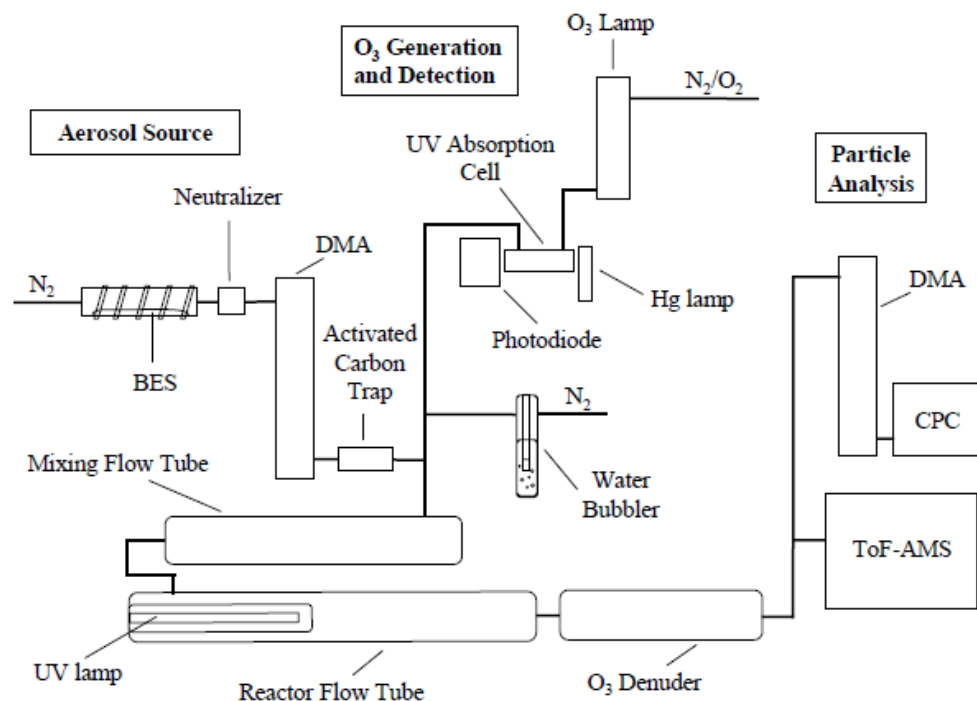 O₃ Lamp
O₃ Generation
and Detection
N₂/O₂
Aerosol Source
UV Absorption
Cell
Particle
Analysis
Neutralizer
DMA
N₂
Hg lamp
DMA
Photodiode
Activated
Carbon
Trap
BES
N₂
CPC
Mixing Flow Tube
Water
Bubbler
ToF-AMS
UV lamp
Reactor Flow Tube
O₃ Denuder